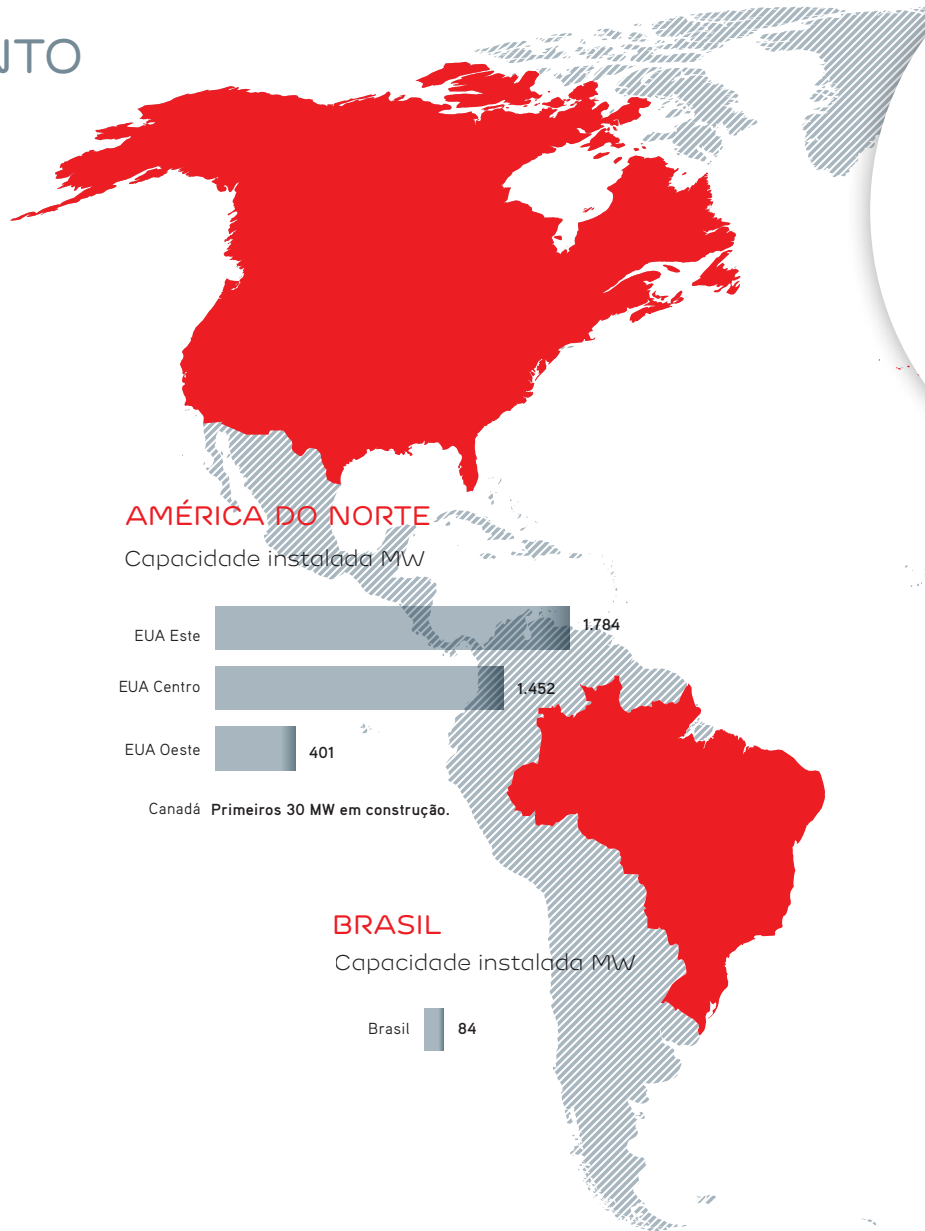 NTO
AMÉRICA DO NORTE
Capacidade instalada MW
EUA Este 1.784
EUA Centro 1.452
EUA Oeste 401
Canadá Primeiros 30 MW em construção.
BRASIL
Capacidade instalada MW
Brasil 84